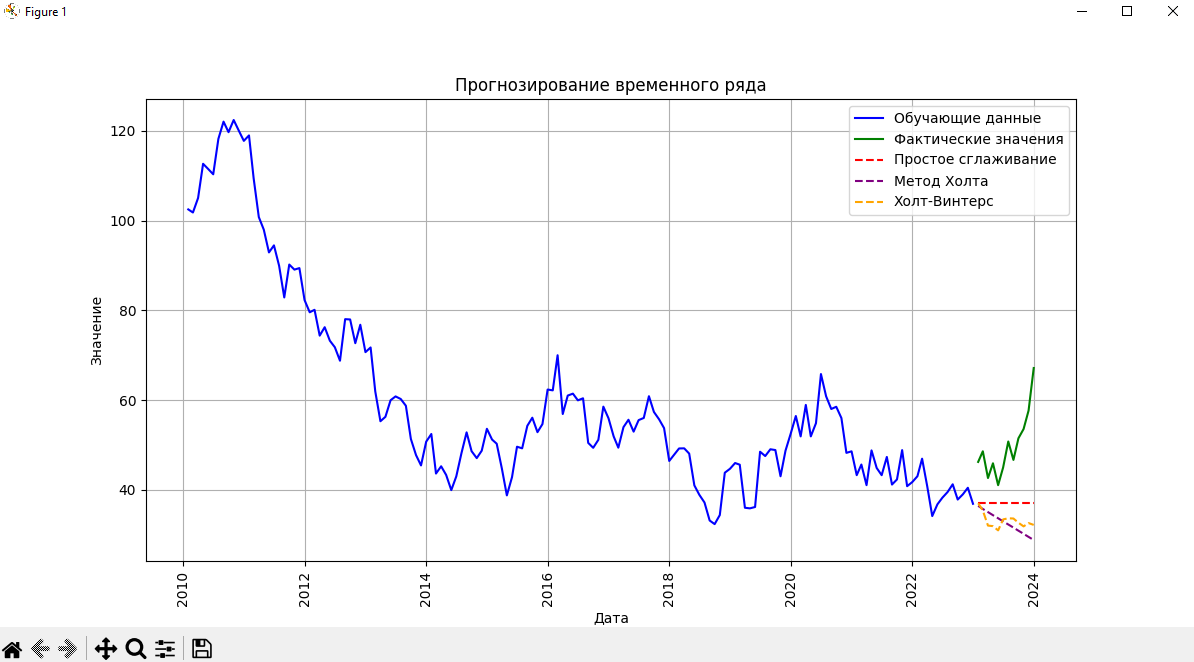 Figure 1
Прогнозирование временного ряда
Обучающие данные
Фактические значения
Простое сглаживание
Метод Холта
Холт-Винтерс
Значение
120
100
80
60
40
2010
2012
2014
2016
2018
2020
2022
2024
Дата